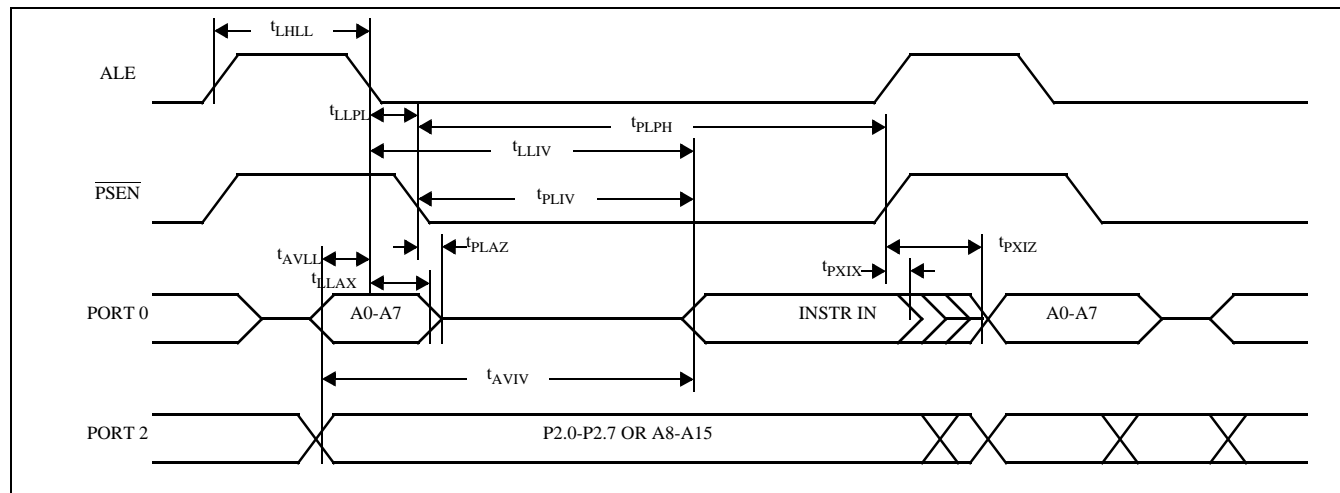 tLHLL
ALE
tLLPL
tPLPH
tLLIV
PSEN
tPLIV
tPLAZ
tAVLL
tPXIZ
tLLAX
tPXIX
PORT 0
A0-A7
INSTR IN
A0-A7
tAVIV
PORT 2
P2.0-P2.7 OR A8-A15